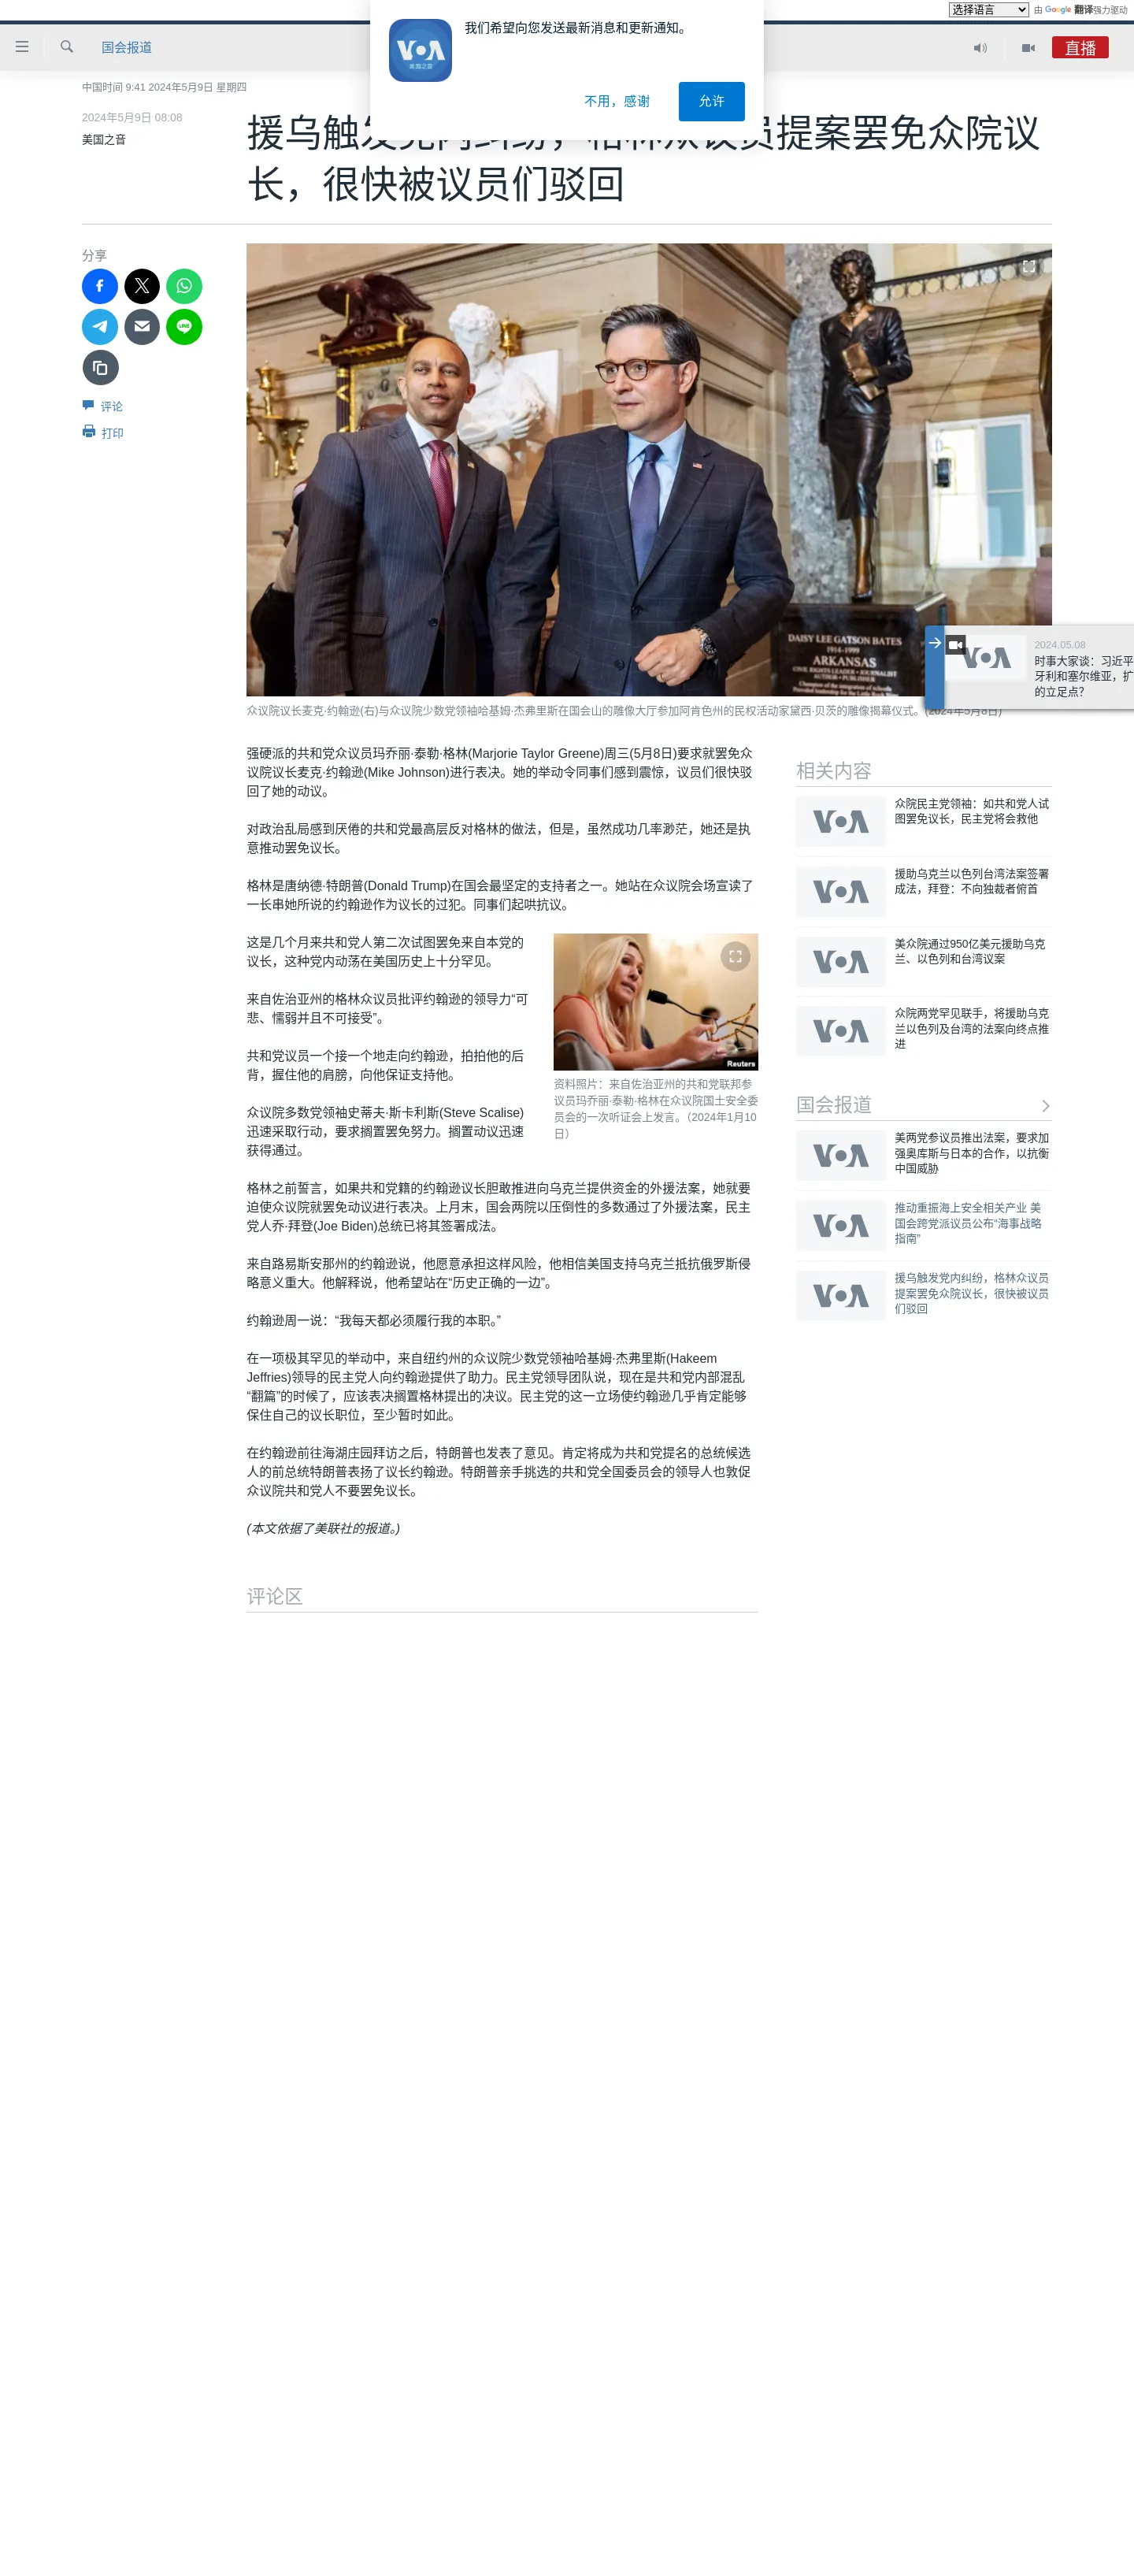 选择语言 由 Google 翻译强力驱动
国会报道
直播
VOA
美国之音
我们希望向您发送最新消息和更新通知。
不用，感谢
允许
中国时间 9:41 2024年5月9日 星期四
2024年5月9日 08:08
美国之音
援乌触发党内纠纷，格林众议员提案罢免众院议
长，很快被议员们驳回
分享
评论
打印
DAISY LEE GATSON BATES
1914-1999
ARKANSAS
CIVIL RIGHTS LEADER • JOURNALIST
AUTHOR • PUBLISHER
VOA
2024.05.08
时事大家谈：习近平
牙利和塞尔维亚，扩
的立足点?
众议院议长麦克·约翰逊(右)与众议院少数党领袖哈基姆·杰弗里斯在国会山的雕像大厅参加阿肯色州的民权活动家黛西·贝茨的雕像揭幕仪式。(2024年5月8日)
强硬派的共和党众议员玛乔丽·泰勒·格林(Marjorie Taylor Greene)周三(5月8日)要求就罢免众
议院议长麦克·约翰逊(Mike Johnson)进行表决。她的举动令同事们感到震惊，议员们很快驳
回了她的动议。
对政治乱局感到厌倦的共和党最高层反对格林的做法，但是，虽然成功几率渺茫，她还是执
意推动罢免议长。
格林是唐纳德·特朗普(Donald Trump)在国会最坚定的支持者之一。她站在众议院会场宣读了
一长串她所说的约翰逊作为议长的过犯。同事们起哄抗议。
这是几个月来共和党人第二次试图罢免来自本党的
议长，这种党内动荡在美国历史上十分罕见。
来自佐治亚州的格林众议员批评约翰逊的领导力“可
悲、懦弱并且不可接受”。
共和党议员一个接一个地走向约翰逊，拍拍他的后
背，握住他的肩膀，向他保证支持他。
众议院多数党领袖史蒂夫·斯卡利斯(Steve Scalise)
迅速采取行动，要求搁置罢免努力。搁置动议迅速
获得通过。
Reuters
资料照片：来自佐治亚州的共和党联邦参
议员玛乔丽·泰勒·格林在众议院国土安全委
员会的一次听证会上发言。（2024年1月10
日）
格林之前誓言，如果共和党籍的约翰逊议长胆敢推进向乌克兰提供资金的外援法案，她就要
迫使众议院就罢免动议进行表决。上月末，国会两院以压倒性的多数通过了外援法案，民主
党人乔·拜登(Joe Biden)总统已将其签署成法。
来自路易斯安那州的约翰逊说，他愿意承担这样风险，他相信美国支持乌克兰抵抗俄罗斯侵
略意义重大。他解释说，他希望站在“历史正确的一边”。
约翰逊周一说：“我每天都必须履行我的本职。”
在一项极其罕见的举动中，来自纽约州的众议院少数党领袖哈基姆·杰弗里斯(Hakeem
Jeffries)领导的民主党人向约翰逊提供了助力。民主党领导团队说，现在是共和党内部混乱
“翻篇”的时候了，应该表决搁置格林提出的决议。民主党的这一立场使约翰逊几乎肯定能够
保住自己的议长职位，至少暂时如此。
在约翰逊前往海湖庄园拜访之后，特朗普也发表了意见。肯定将成为共和党提名的总统候选
人的前总统特朗普表扬了议长约翰逊。特朗普亲手挑选的共和党全国委员会的领导人也敦促
众议院共和党人不要罢免议长。
(本文依据了美联社的报道。)
评论区
相关内容
VOA
众院民主党领袖：如共和党人试
图罢免议长，民主党将会救他
VOA
援助乌克兰以色列台湾法案签署
成法，拜登：不向独裁者俯首
VOA
美众院通过950亿美元援助乌克
兰、以色列和台湾议案
VOA
众院两党罕见联手，将援助乌克
兰以色列及台湾的法案向终点推
进
国会报道
VOA
美两党参议员推出法案，要求加
强奥库斯与日本的合作，以抗衡
中国威胁
VOA
推动重振海上安全相关产业 美
国会跨党派议员公布“海事战略
指南”
VOA
援乌触发党内纠纷，格林众议员
提案罢免众院议长，很快被议员
们驳回